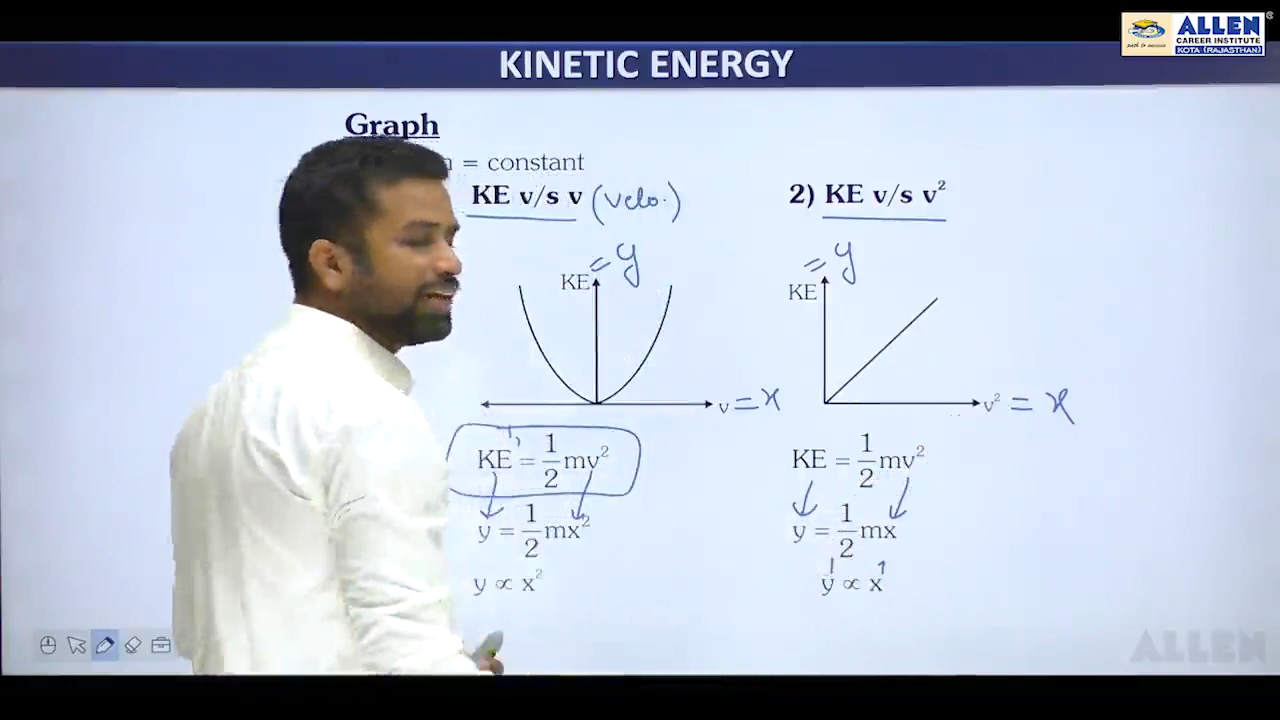 ALLEN
CAREER INSTITUTE
KOTA (RAJASTHAN)
KINETIC ENERGY
Graph
= constant
KE v/s v (Velo.)
KE = y
v = x
KE = 1/2 mv²
y = 1/2 mx²
y ∝ x²
2) KE v/s v²
KE = y
v² = x
KE = 1/2 mv²
y = 1/2 mx
y¹ ∝ x¹
ALLEN